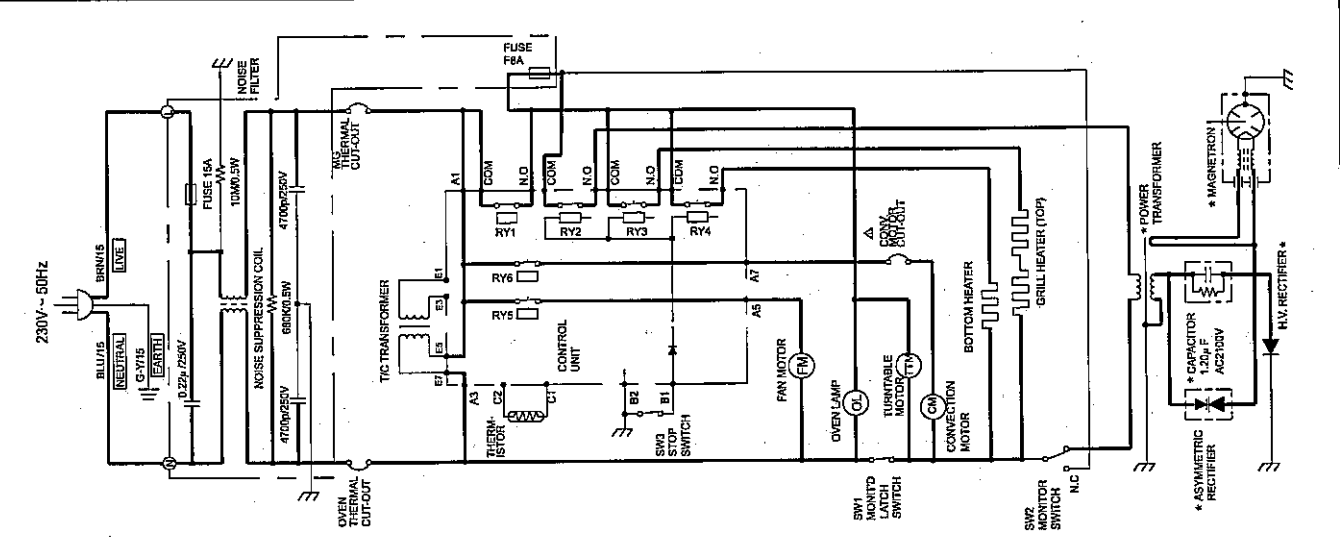 230V~ 50Hz
BRN/15
LIVE
BLU/15
NEUTRAL
G-Y/15
EARTH
L
N
0.22µ/250V
FUSE 15A
10M/0.5W
NOISE
FILTER
NOISE SUPPRESSION COIL
4700p/250V
680K/0.5W
4700p/250V
MG
THERMAL
CUT-OUT
OVEN
THERMAL
CUT-OUT
T/C TRANSFORMER
E1
E3
E5
E7
A1
A3
COM
N.O
COM
N.O
COM
N.O
COM
N.O
RY1
RY2
RY3
RY4
RY6
RY5
A7
A5
FUSE
F8A
CONTROL
UNIT
C2
C1
THERM-
ISTOR
B2
B1
SW3
STOP
SWITCH
FAN MOTOR
FM
OVEN LAMP
OL
TURNTABLE
MOTOR
TTM
CONV.
MOTOR
CUT-OUT
CM
CONVECTION
MOTOR
SW1
MONIT'D
LATCH
SWITCH
BOTTOM HEATER
GRILL HEATER (TOP)
SW2
MONITOR
SWITCH
N.C
* POWER
TRANSFORMER
* MAGNETRON
* CAPACITOR
1.20µ F
AC2100V
H.V. RECTIFIER *
* ASYMMETRIC
RECTIFIER